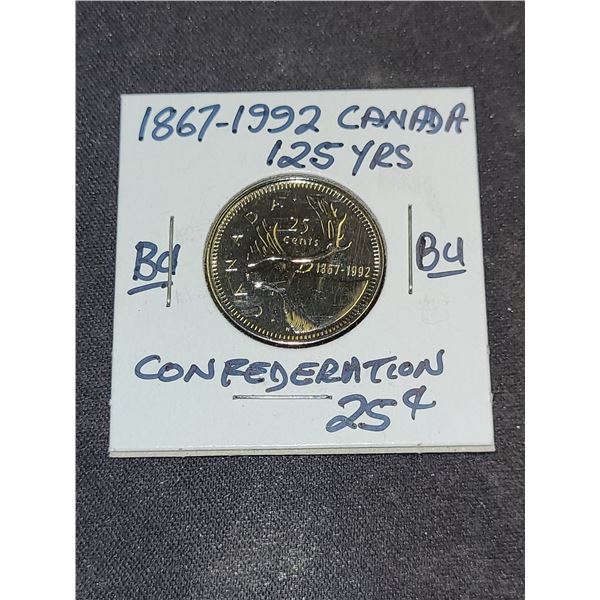 1867-1992 CANADA
125 YRS
CANADA
25
cents
1867-1992
BU
BU
CONFEDERATION
25¢